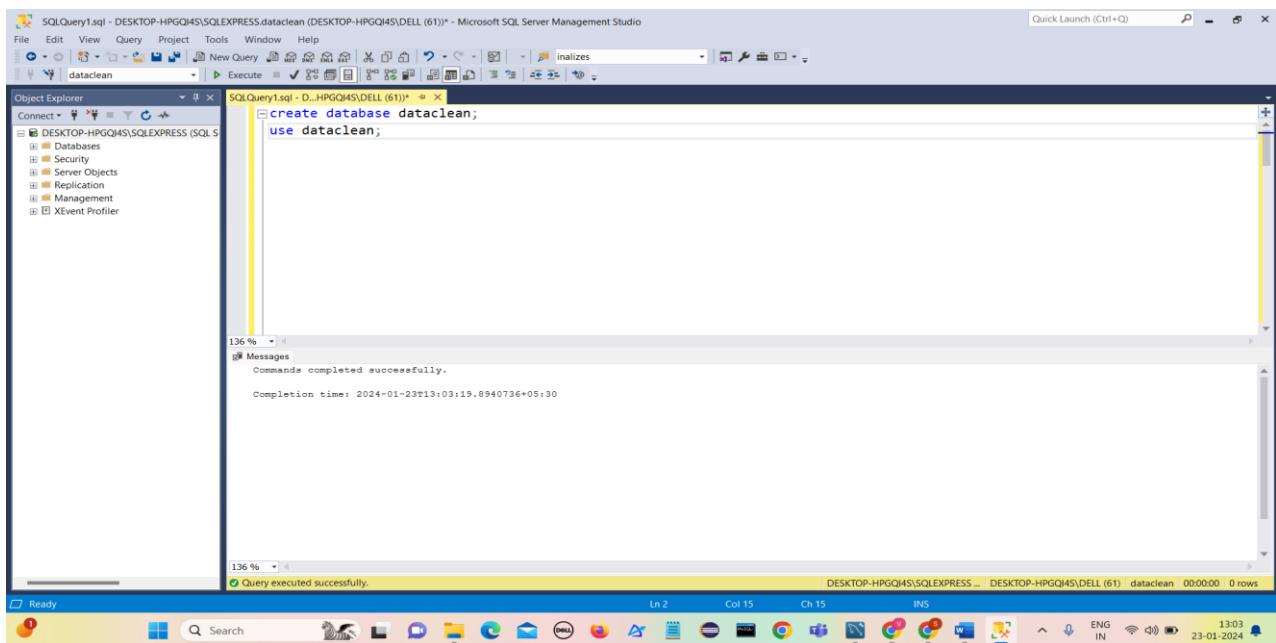 SQLQuery1.sql - DESKTOP-HPGQI4S\SQLEXPRESS.dataclean (DESKTOP-HPGQI4S\DELL (61))* - Microsoft SQL Server Management Studio
Quick Launch (Ctrl+Q)
File Edit View Query Project Tools Window Help
New Query
inalizes
dataclean
Execute
Object Explorer
SQLQuery1.sql - D...HPGQI4S\DELL (61))*
Connect
DESKTOP-HPGQI4S\SQLEXPRESS (SQL S
Databases
Security
Server Objects
Replication
Management
XEvent Profiler
create database dataclean;
use dataclean;
136 %
Messages
Commands completed successfully.
Completion time: 2024-01-23T13:03:19.8940736+05:30
136 %
Query executed successfully.
DESKTOP-HPGQI4S\SQLEXPRESS ...
DESKTOP-HPGQI4S\DELL (61)
dataclean
00:00:00
0 rows
Ready
Ln 2
Col 15
Ch 15
INS
1
Search
DELL
ENG
IN
13:03
23-01-2024